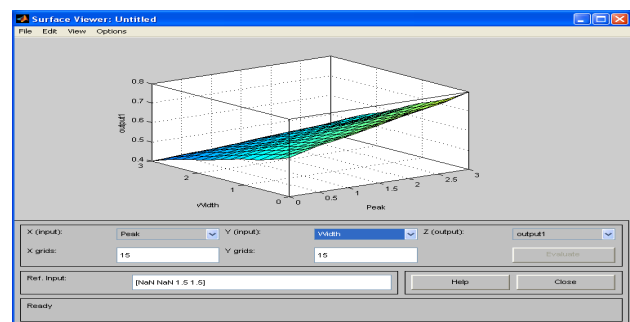 Surface Viewer: Untitled
File Edit View Options
0.8
0.7
0.6
0.5
0.4
output1
3
2
1
0
Width
0
0.5
1
1.5
2
2.5
3
Peak
X (input): Peak Y (input): Width Z (output): output1
X grids: 15 Y grids: 15 Evaluate
Ref. Input: [NaN NaN 1.5 1.5] Help Close
Ready